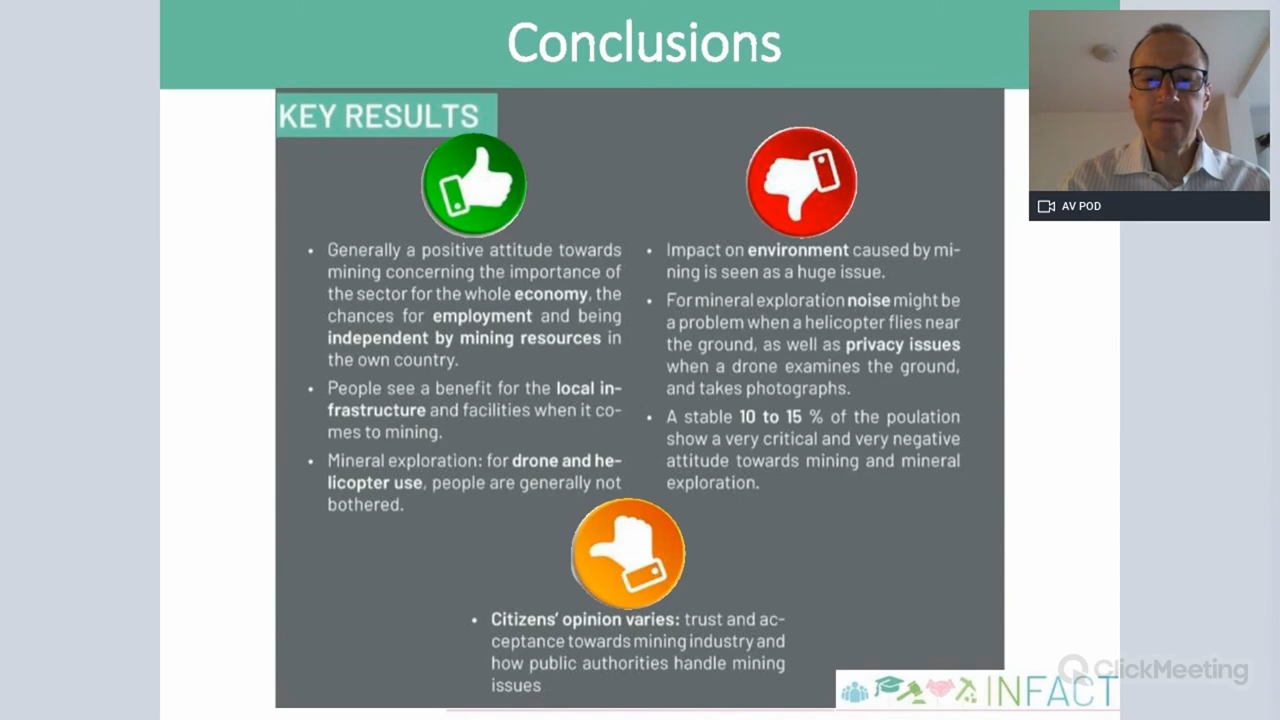 Conclusions
KEY RESULTS
• Generally a positive attitude towards
mining concerning the importance of
the sector for the whole economy, the
chances for employment and being
independent by mining resources in
the own country.
• People see a benefit for the local in-
frastructure and facilities when it co-
mes to mining.
• Mineral exploration: for drone and he-
licopter use, people are generally not
bothered.
• Impact on environment caused by mi-
ning is seen as a huge issue.
• For mineral exploration noise might be
a problem when a helicopter flies near
the ground, as well as privacy issues
when a drone examines the ground,
and takes photographs.
• A stable 10 to 15 % of the poulation
show a very critical and very negative
attitude towards mining and mineral
exploration.
• Citizens’ opinion varies: trust and ac-
ceptance towards mining industry and
how public authorities handle mining
issues
AV POD
ClickMeeting
INFACT